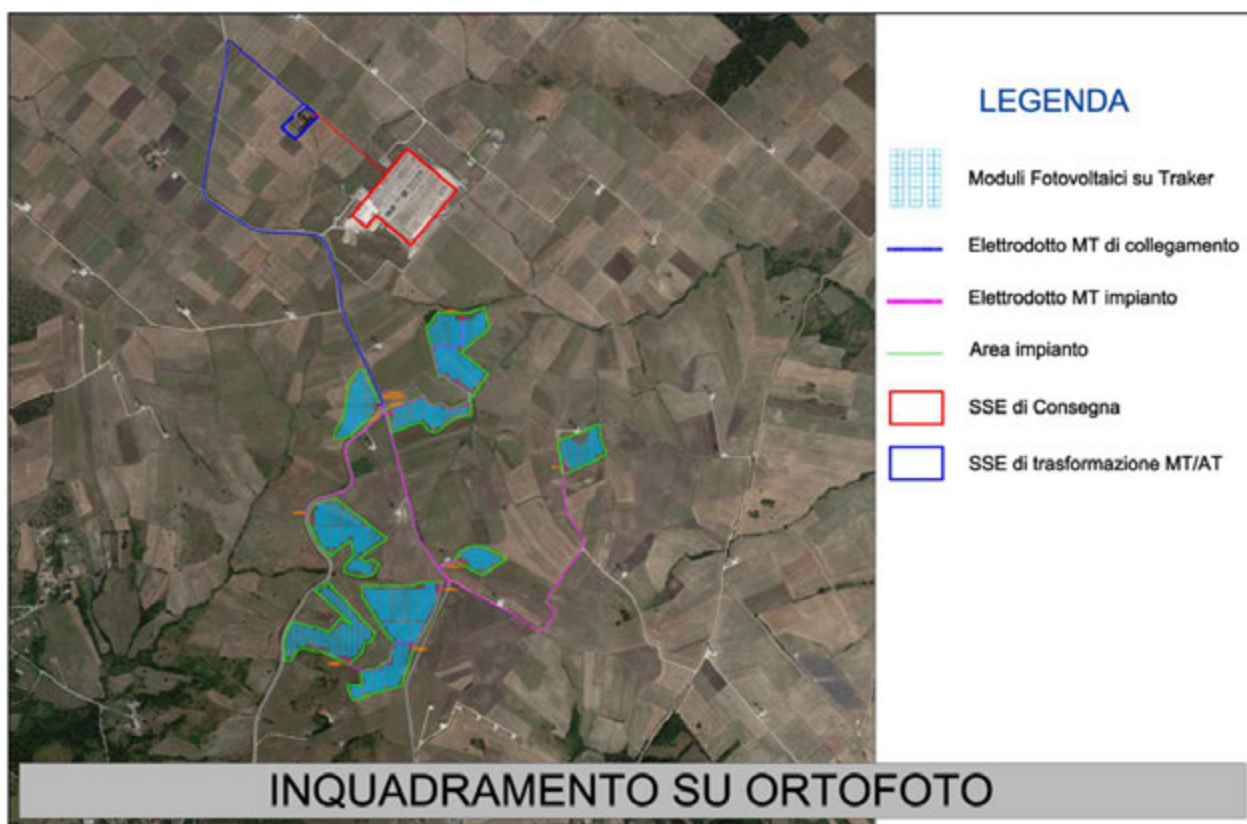 LEGENDA
Moduli Fotovoltaici su Traker
Elettrodotto MT di collegamento
Elettrodotto MT impianto
Area impianto
SSE di Consegna
SSE di trasformazione MT/AT
INQUADRAMENTO SU ORTOFOTO